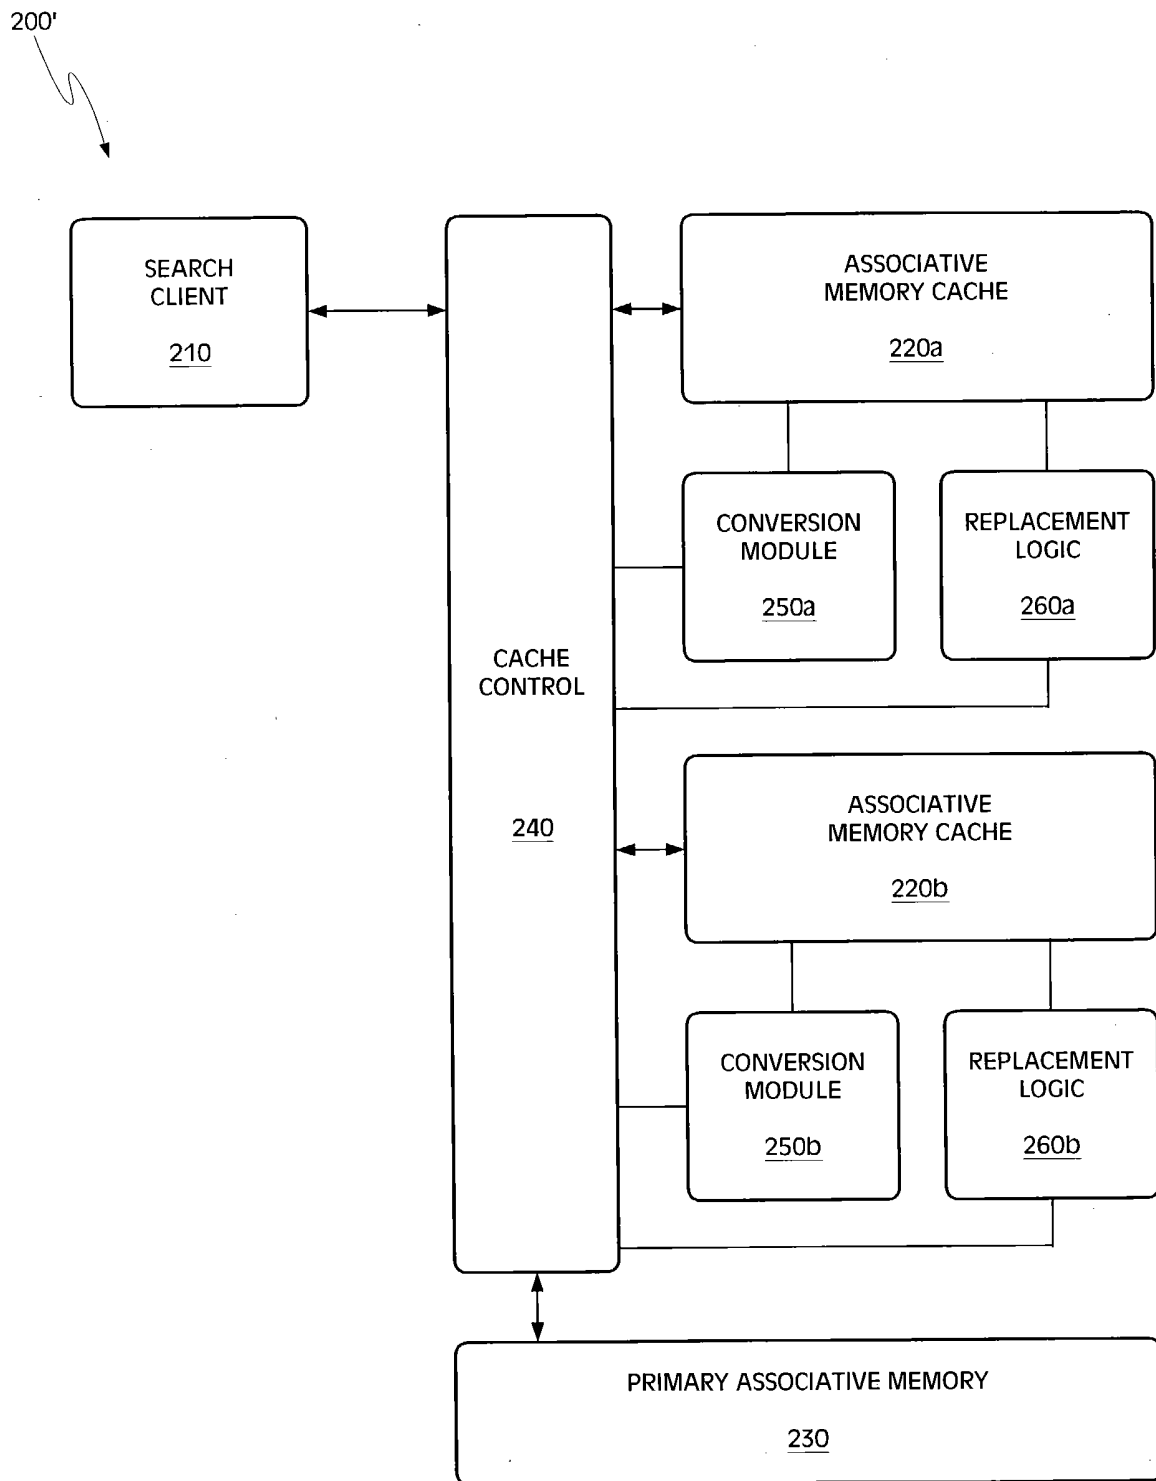 200'
SEARCH
CLIENT
210
ASSOCIATIVE
MEMORY CACHE
220a
CONVERSION
MODULE
250a
REPLACEMENT
LOGIC
260a
CACHE
CONTROL
240
ASSOCIATIVE
MEMORY CACHE
220b
CONVERSION
MODULE
250b
REPLACEMENT
LOGIC
260b
PRIMARY ASSOCIATIVE MEMORY
230